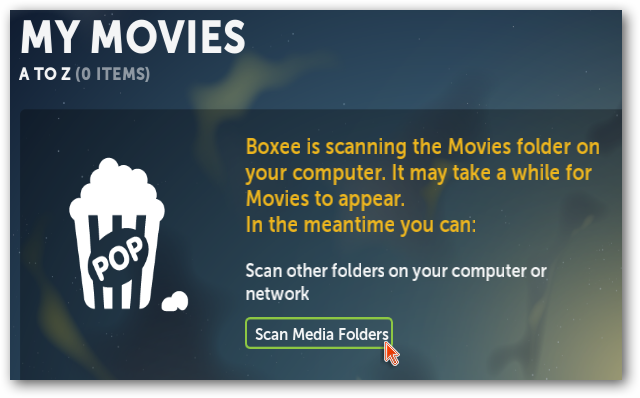 MY MOVIES
A TO Z (0 ITEMS)
POP
Boxee is scanning the Movies folder on
your computer. It may take a while for
Movies to appear.
In the meantime you can:
Scan other folders on your computer or
network
Scan Media Folders